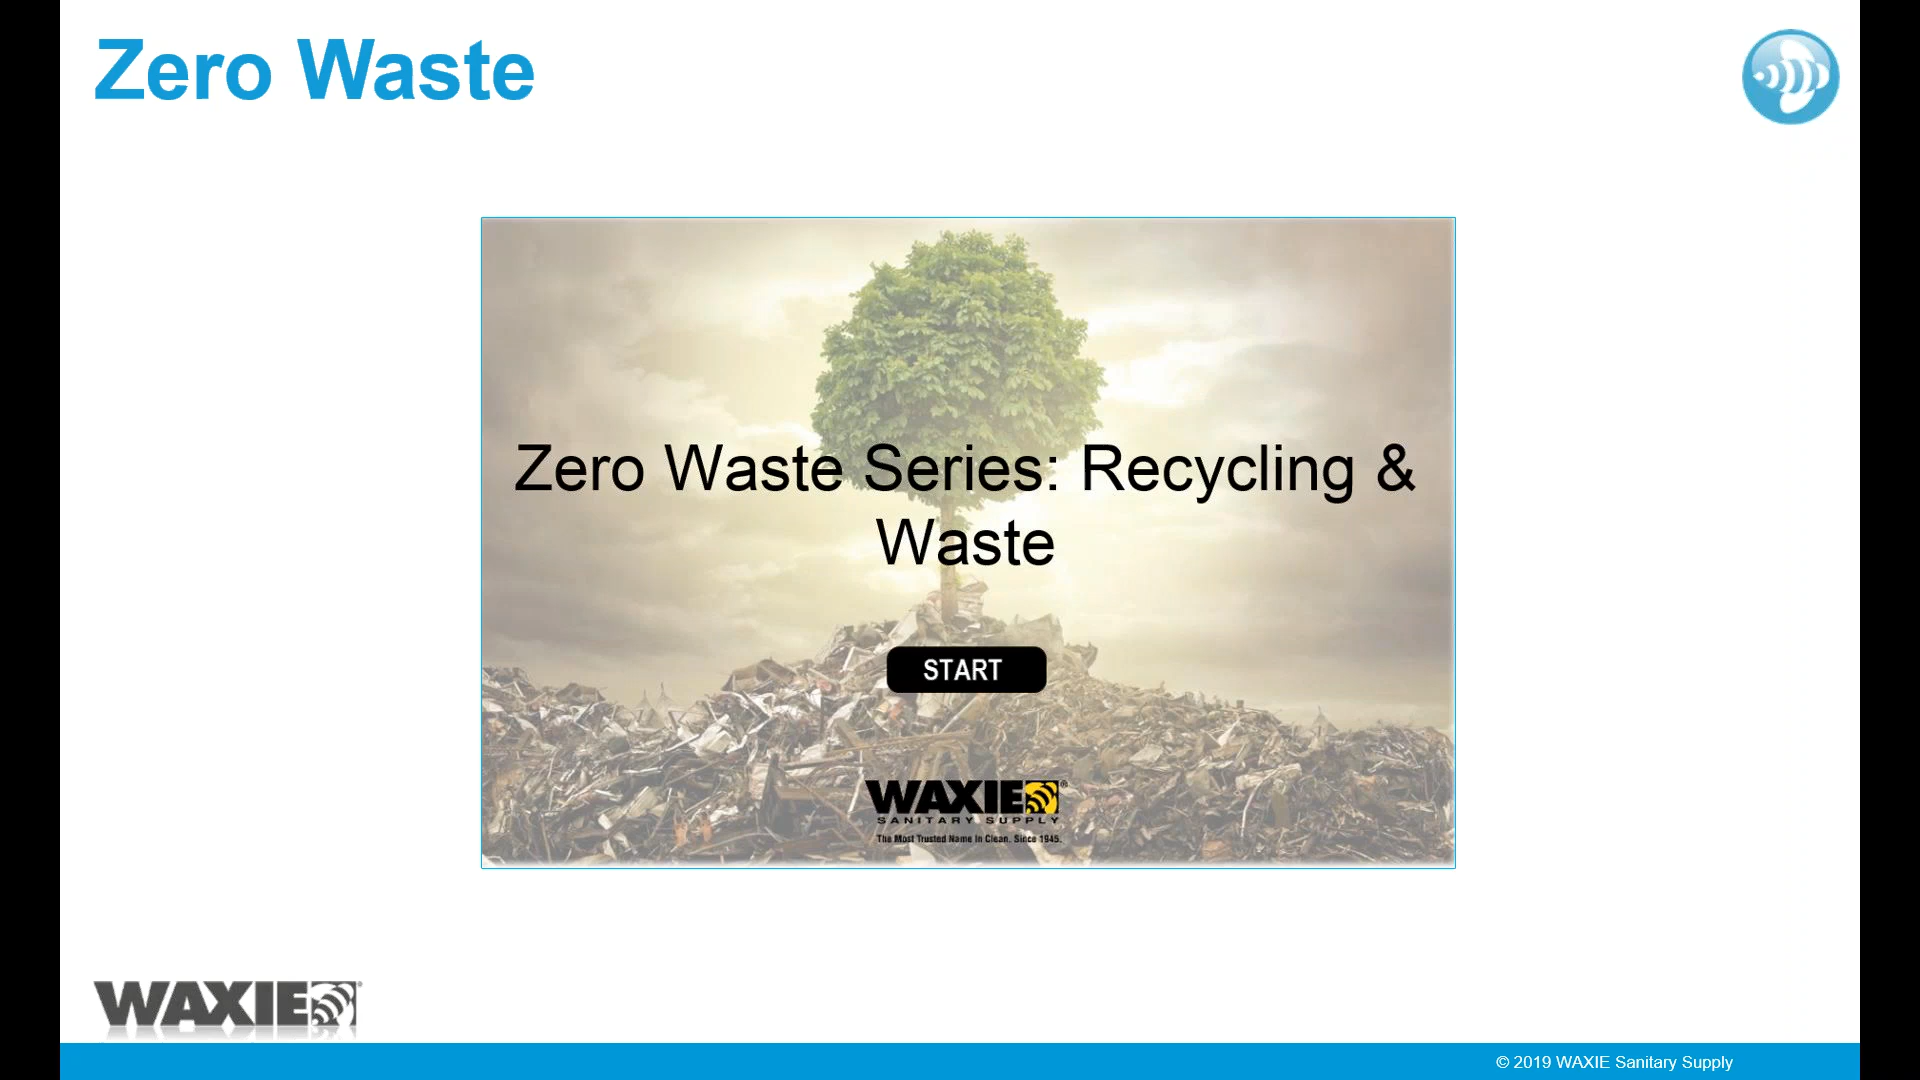 Zero Waste
Zero Waste Series: Recycling &
Waste
START
WAXIE®
SANITARY SUPPLY
The Most Trusted Name In Clean. Since 1945.
WAXIE
© 2019 WAXIE Sanitary Supply